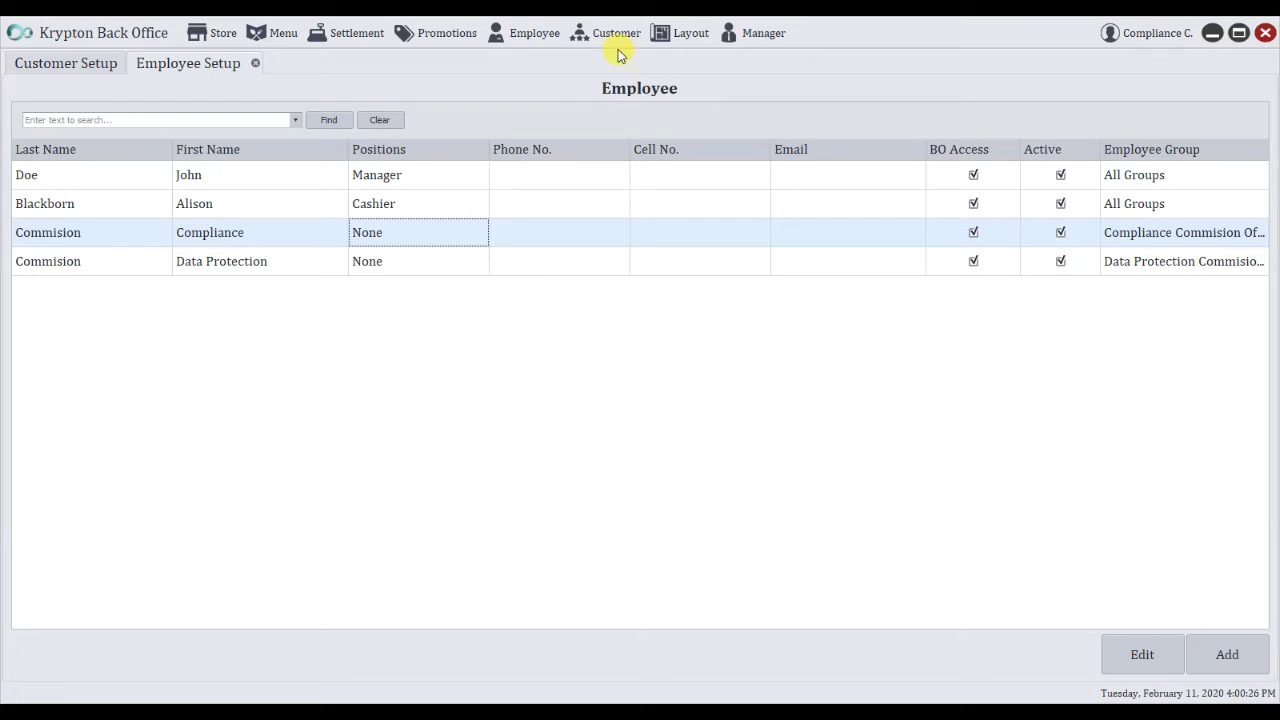 Krypton Back Office Store Menu Settlement Promotions Employee Customer Layout Manager Compliance C.
Customer Setup Employee Setup
Employee
Enter text to search... Find Clear
Last Name First Name Positions Phone No. Cell No. Email BO Access Active Employee Group
Doe John Manager All Groups
Blackborn Alison Cashier All Groups
Commision Compliance None Compliance Commision Of...
Commision Data Protection None Data Protection Commisio...
Edit Add
Tuesday, February 11, 2020 4:00:26 PM